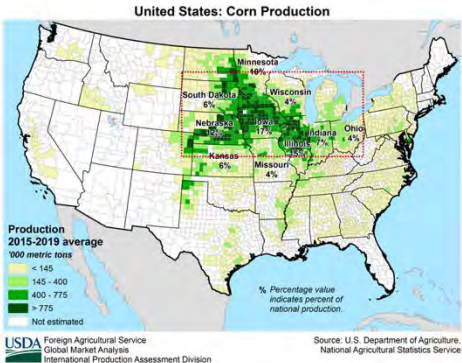 United States: Corn Production
Minnesota
10%
South Dakota
6%
Wisconsin
4%
Nebraska
Iowa
17%
Illinois
Indiana
7%
Ohio
4%
Kansas
6%
Missouri
4%
Production
2015-2019 average
'000 metric tons
< 145
145 - 400
400 - 775
> 775
Not estimated
% Percentage value
indicates percent of
national production.
USDA Foreign Agricultural Service
Global Market Analysis
International Production Assessment Division
Source: U.S. Department of Agriculture,
National Agricultural Statistics Service